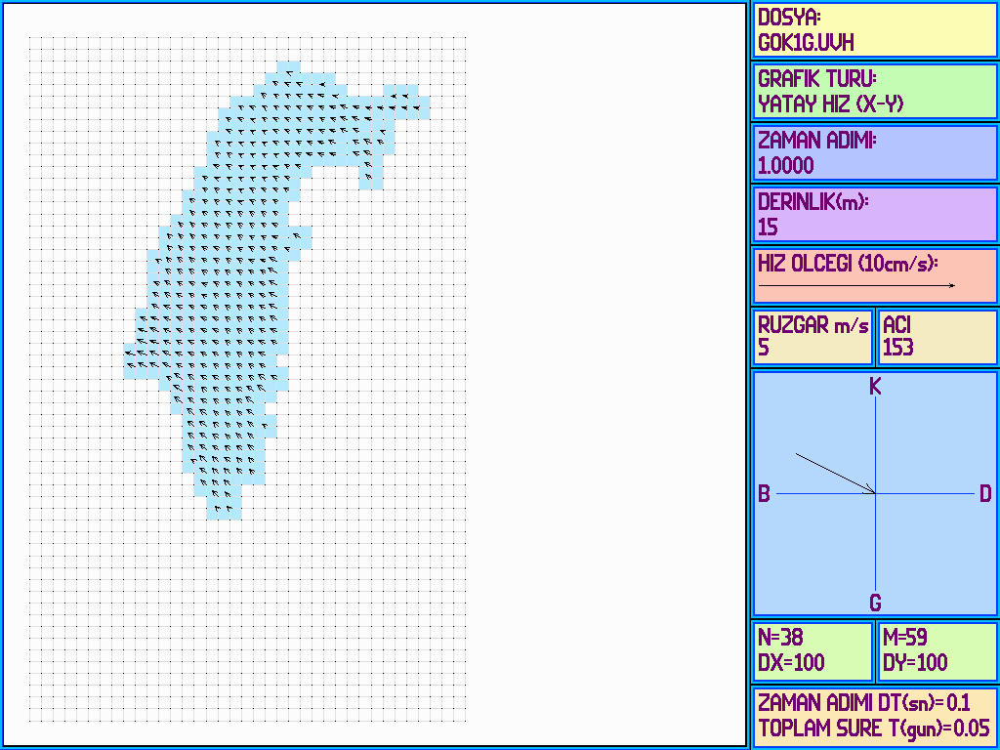 DOSYA:
GOK1G.UVH
GRAFIK TURU:
YATAY HIZ (X-Y)
ZAMAN ADIMI:
1.0000
DERINLIK(m):
15
HIZ OLCEGI (10cm/s):
RUZGAR m/s
5
ACI
153
K
B
D
G
N=38
DX=100
M=59
DY=100
ZAMAN ADIMI DT(sn)=0.1
TOPLAM SURE T(gun)=0.05